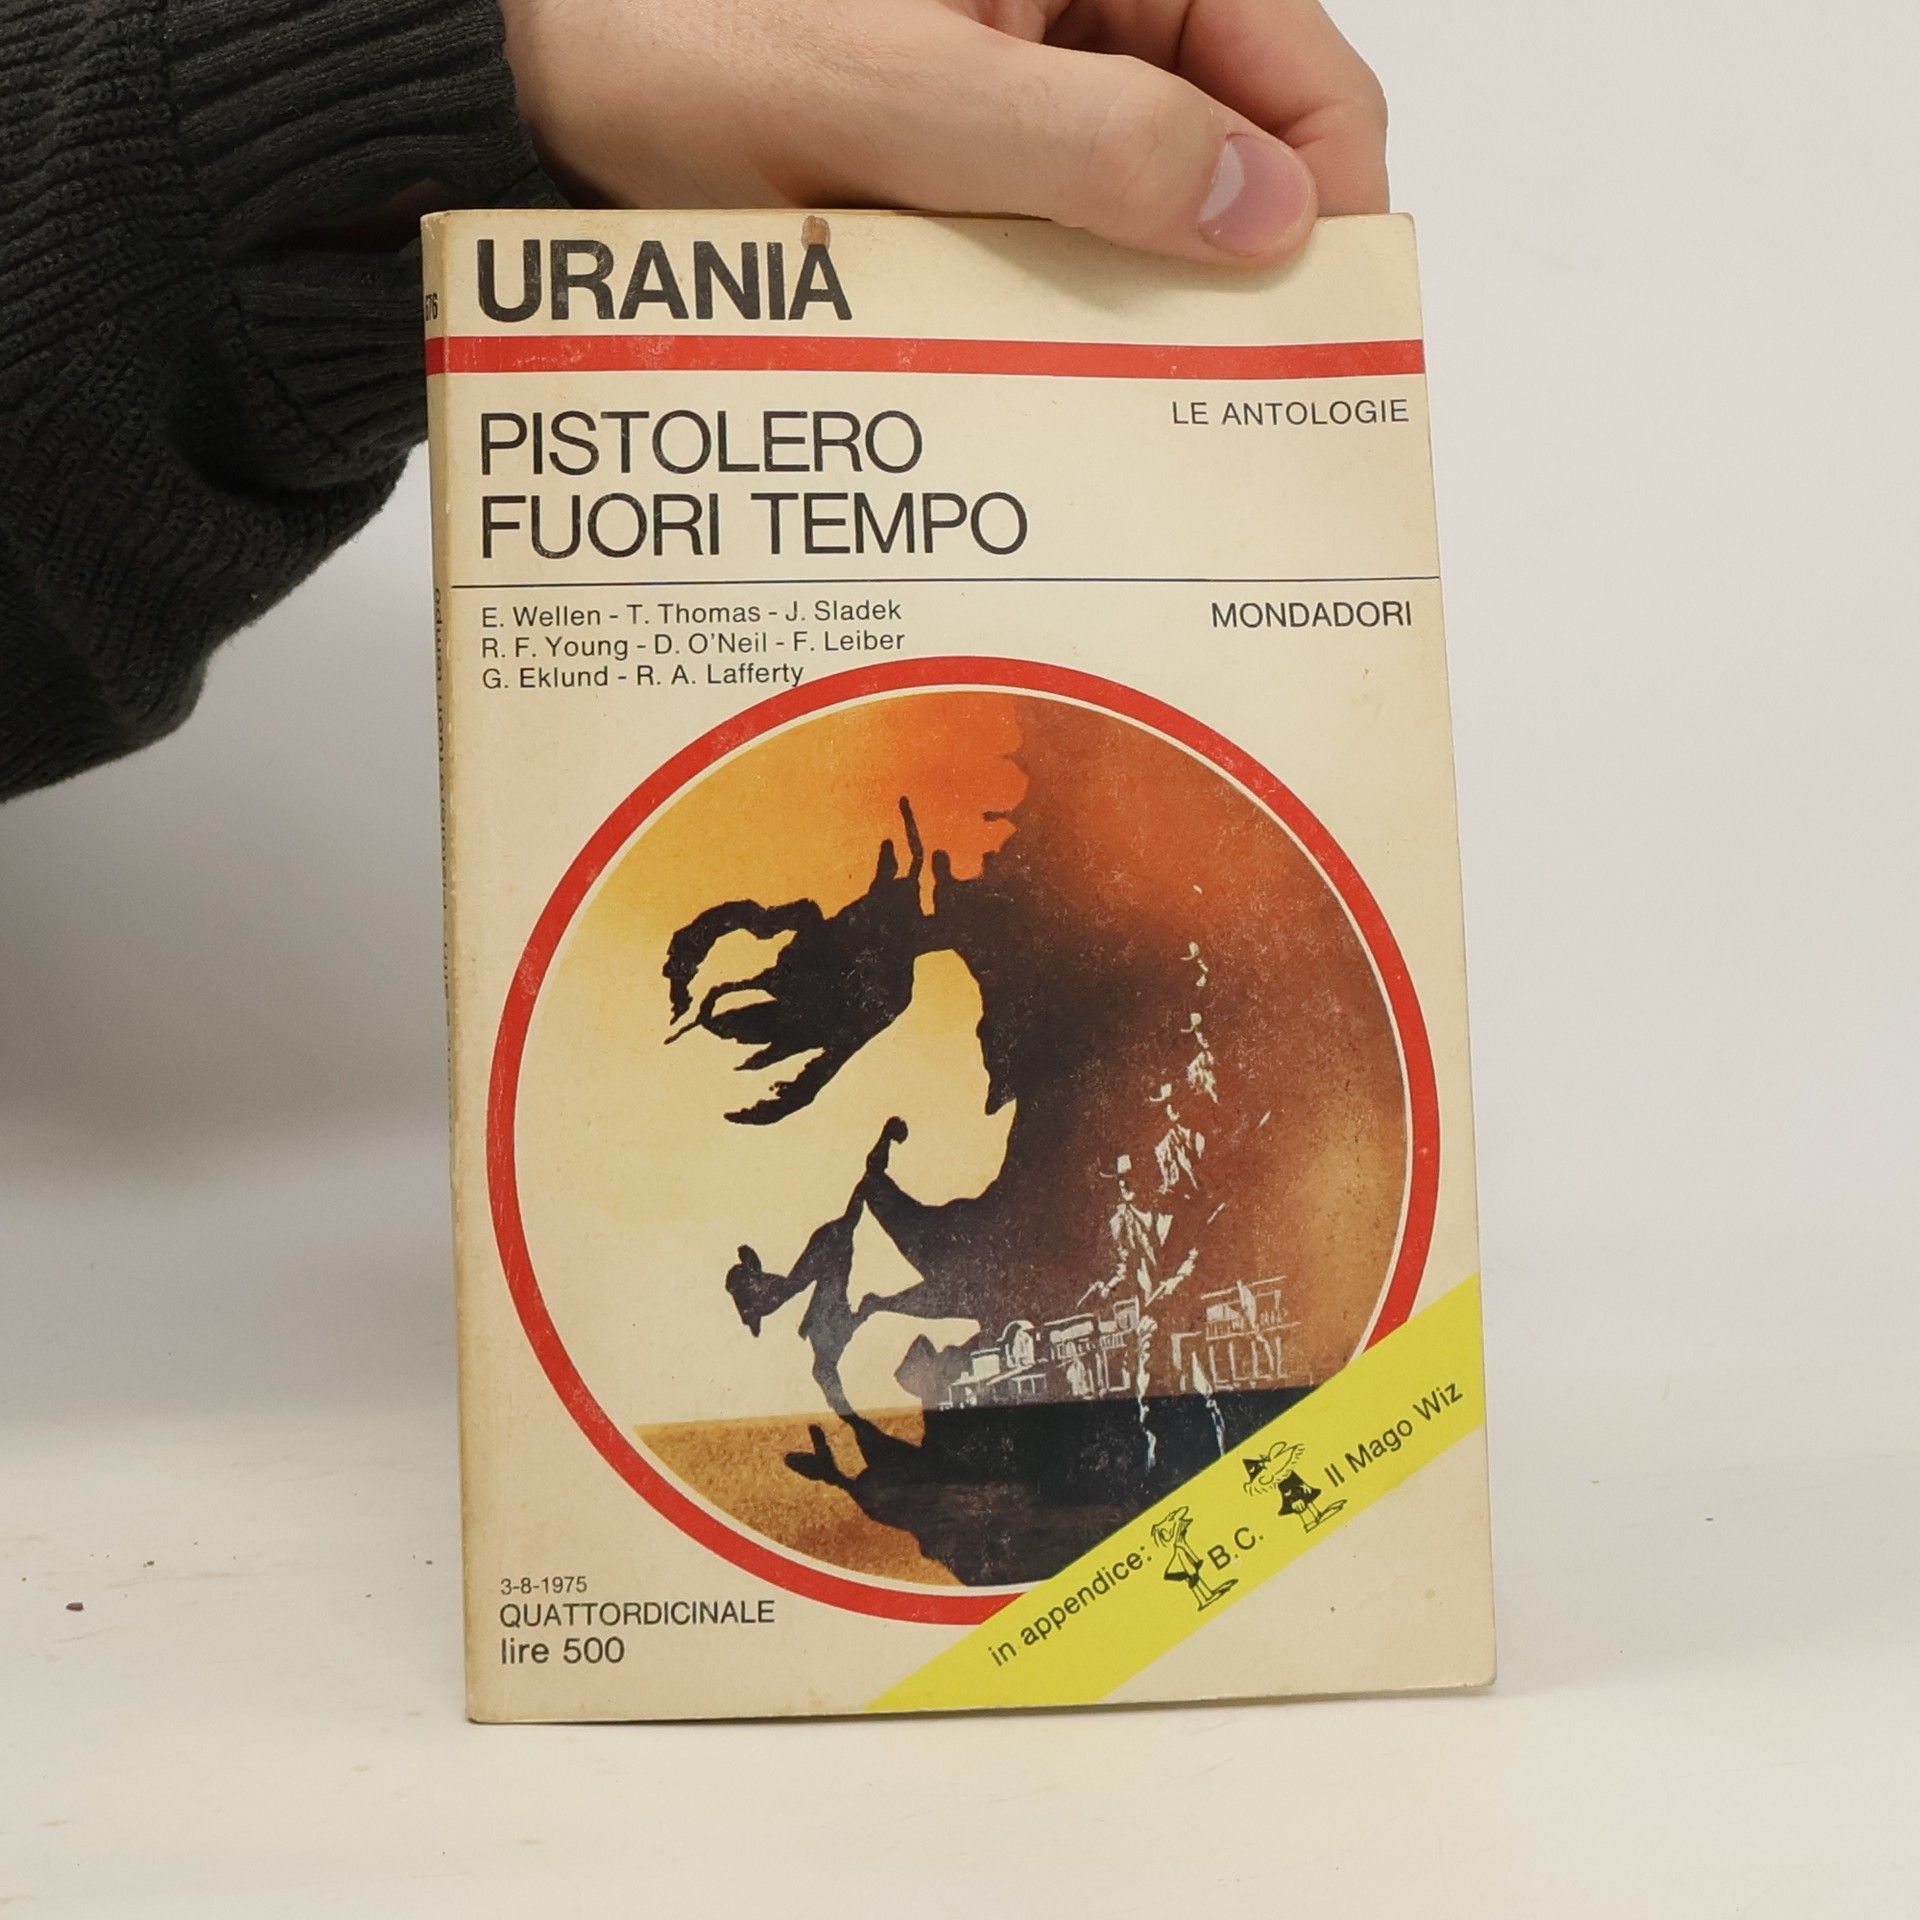 URANIA
676
LE ANTOLOGIE
PISTOLERO
FUORI TEMPO
E. Wellen - T. Thomas - J. Sladek
R. F. Young - D. O'Neil - F. Leiber
G. Eklund - R. A. Lafferty
MONDADORI
in appendice: B.C. Il Mago Wiz
3-8-1975
QUATTORDICINALE
lire 500